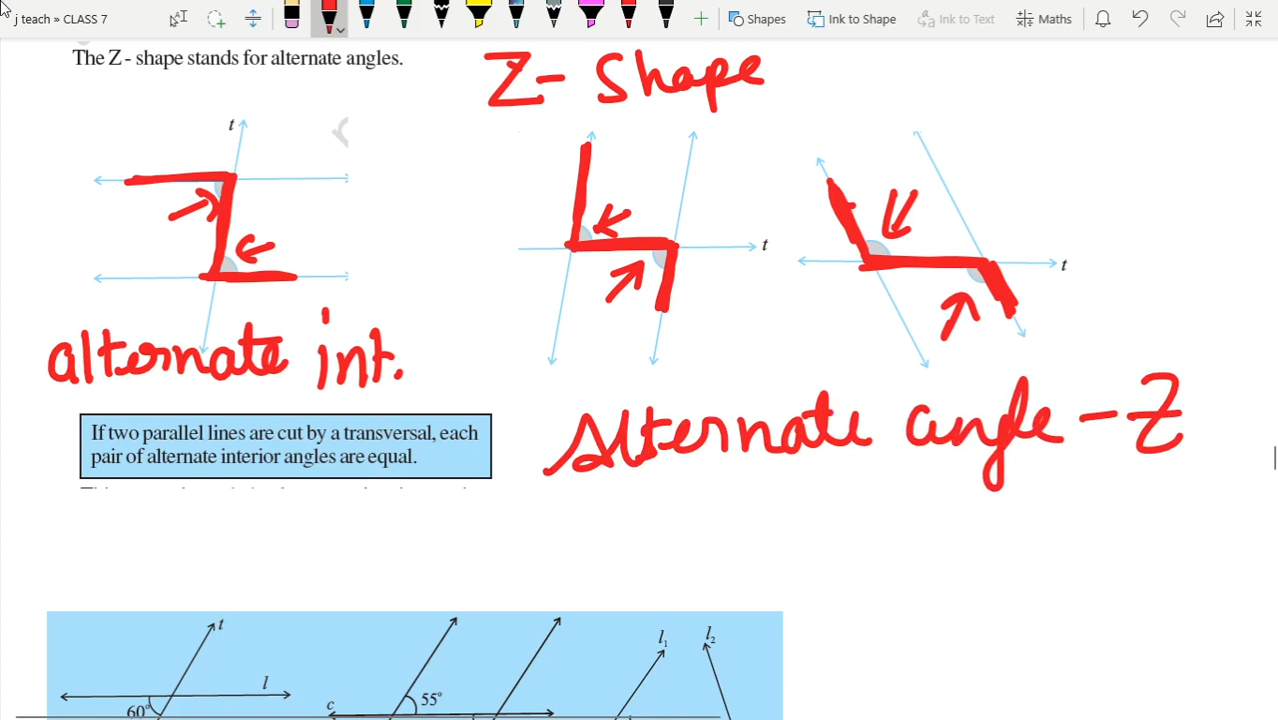 j teach » CLASS 7
Shapes
Ink to Shape
Ink to Text
Maths
The Z - shape stands for alternate angles.
Z- Shape
t
t
t
alternate int.
Alternate angle - Z
If two parallel lines are cut by a transversal, each
pair of alternate interior angles are equal.
t
l
60°
55°
c
l1
l2